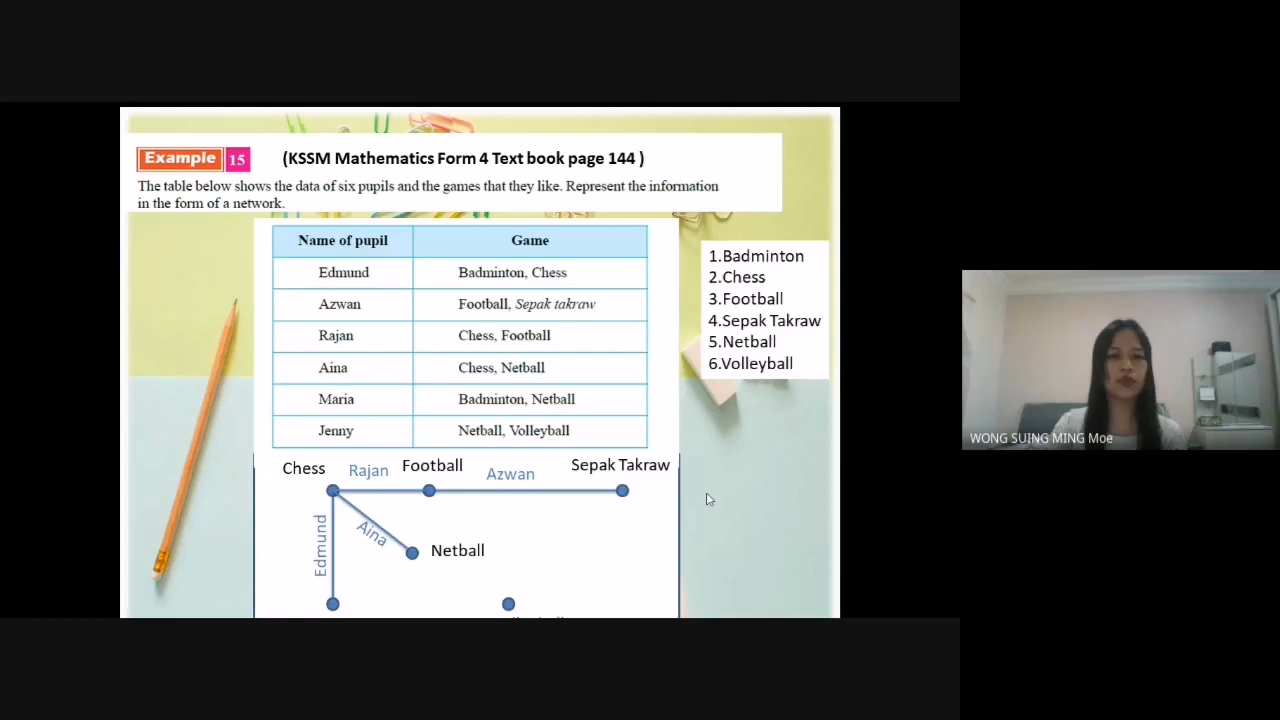 Example 15 (KSSM Mathematics Form 4 Text book page 144 )
The table below shows the data of six pupils and the games that they like. Represent the information
in the form of a network.
Name of pupil Game
Edmund Badminton, Chess
Azwan Football, Sepak takraw
Rajan Chess, Football
Aina Chess, Netball
Maria Badminton, Netball
Jenny Netball, Volleyball
1.Badminton
2.Chess
3.Football
4.Sepak Takraw
5.Netball
6.Volleyball
Chess Rajan Football Azwan Sepak Takraw
Edmund
Aina
Netball
WONG SUING MING Moe